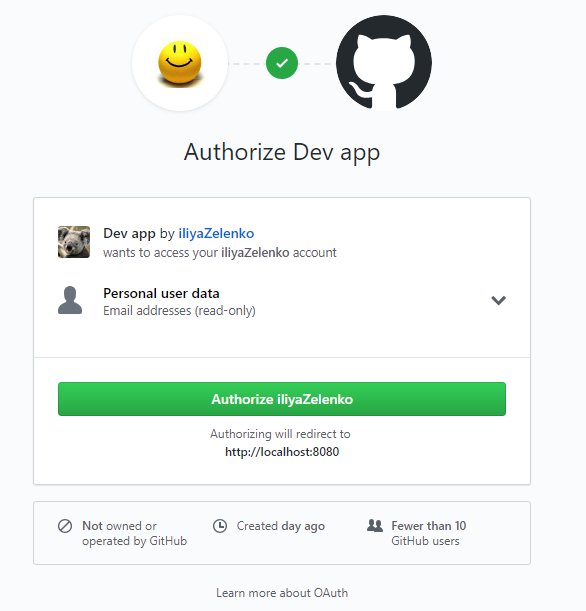 Authorize Dev app
Dev app by iliyaZelenko
wants to access your iliyaZelenko account
Personal user data
Email addresses (read-only)
Authorize iliyaZelenko
Authorizing will redirect to
http://localhost:8080
Not owned or
operated by GitHub
Created day ago
Fewer than 10
GitHub users
Learn more about OAuth